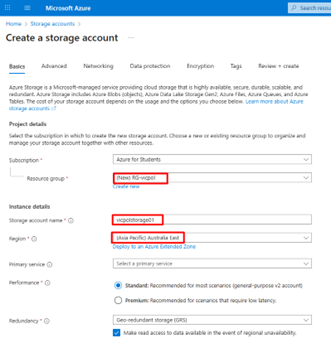 Microsoft Azure
Search resou
Home > Storage accounts >
Create a storage account ...
Basics Advanced Networking Data protection Encryption Tags Review + create
Azure Storage is a Microsoft-managed service providing cloud storage that is highly available, secure, durable, scalable, and
redundant. Azure Storage includes Azure Blobs (objects), Azure Data Lake Storage Gen2, Azure Files, Azure Queues, and Azure
Tables. The cost of your storage account depends on the usage and the options you choose below. Learn more about Azure
storage accounts
Project details
Select the subscription in which to create the new storage account. Choose a new or existing resource group to organize and
manage your storage account together with other resources.
Subscription * Azure for Students
Resource group * (New) RG-vicpcl
Create new
Instance details
Storage account name * vicpclstorage01
Region * (Asia Pacific) Australia East
Deploy to an Azure Extended Zone
Primary service Select a primary service
Performance * Standard: Recommended for most scenarios (general-purpose v2 account)
Premium: Recommended for scenarios that require low latency.
Redundancy * Geo-redundant storage (GRS)
Make read access to data available in the event of regional unavailability.